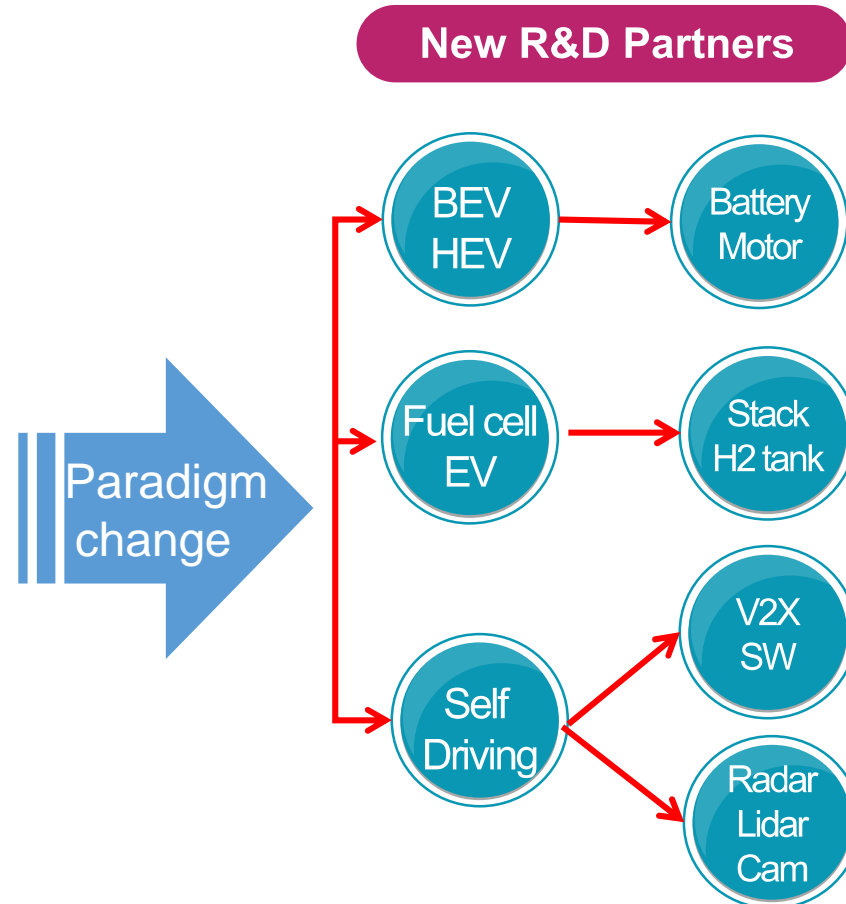 New R&D Partners
BEV
HEV
Battery
Motor
Fuel cell
EV
Stack
H2 tank
Paradigm
change
V2X
SW
Self
Driving
Radar
Lidar
Cam